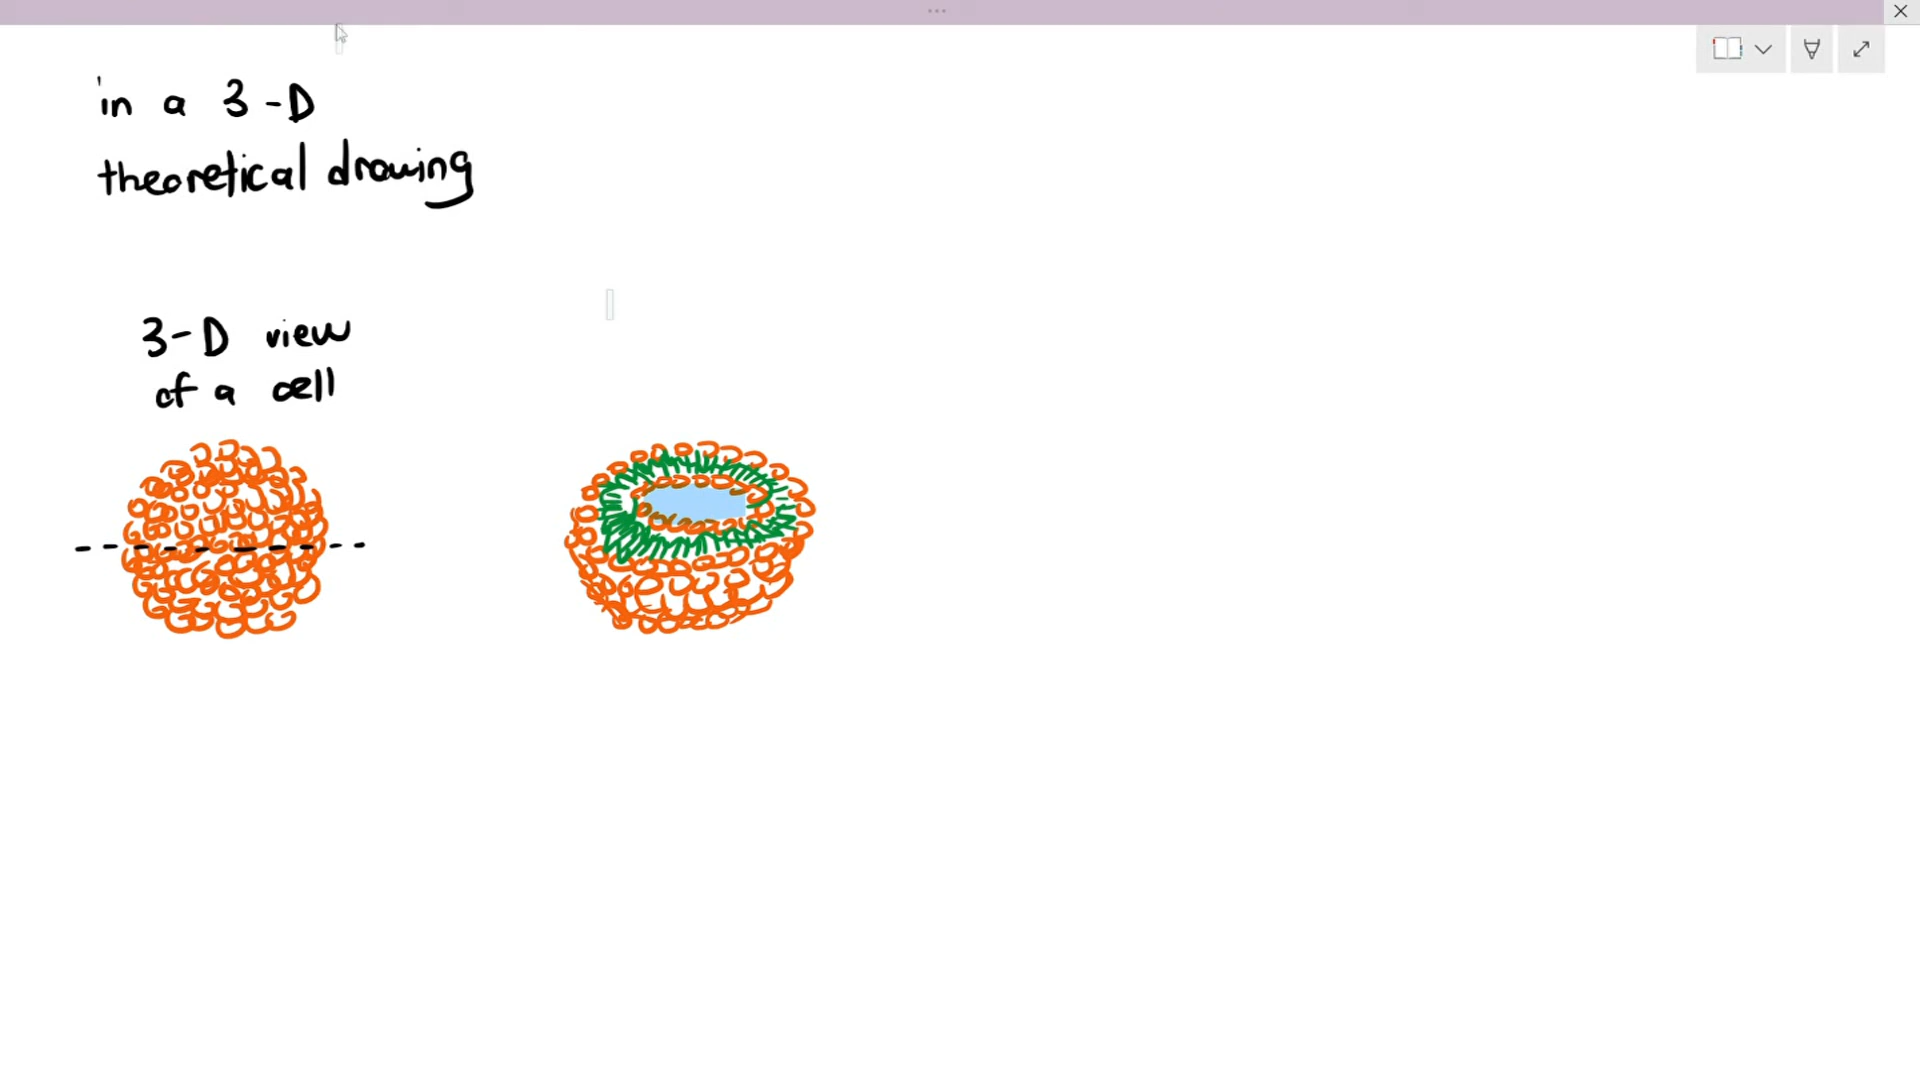 in a 3-D
theoretical drawing
3-D view
of a cell